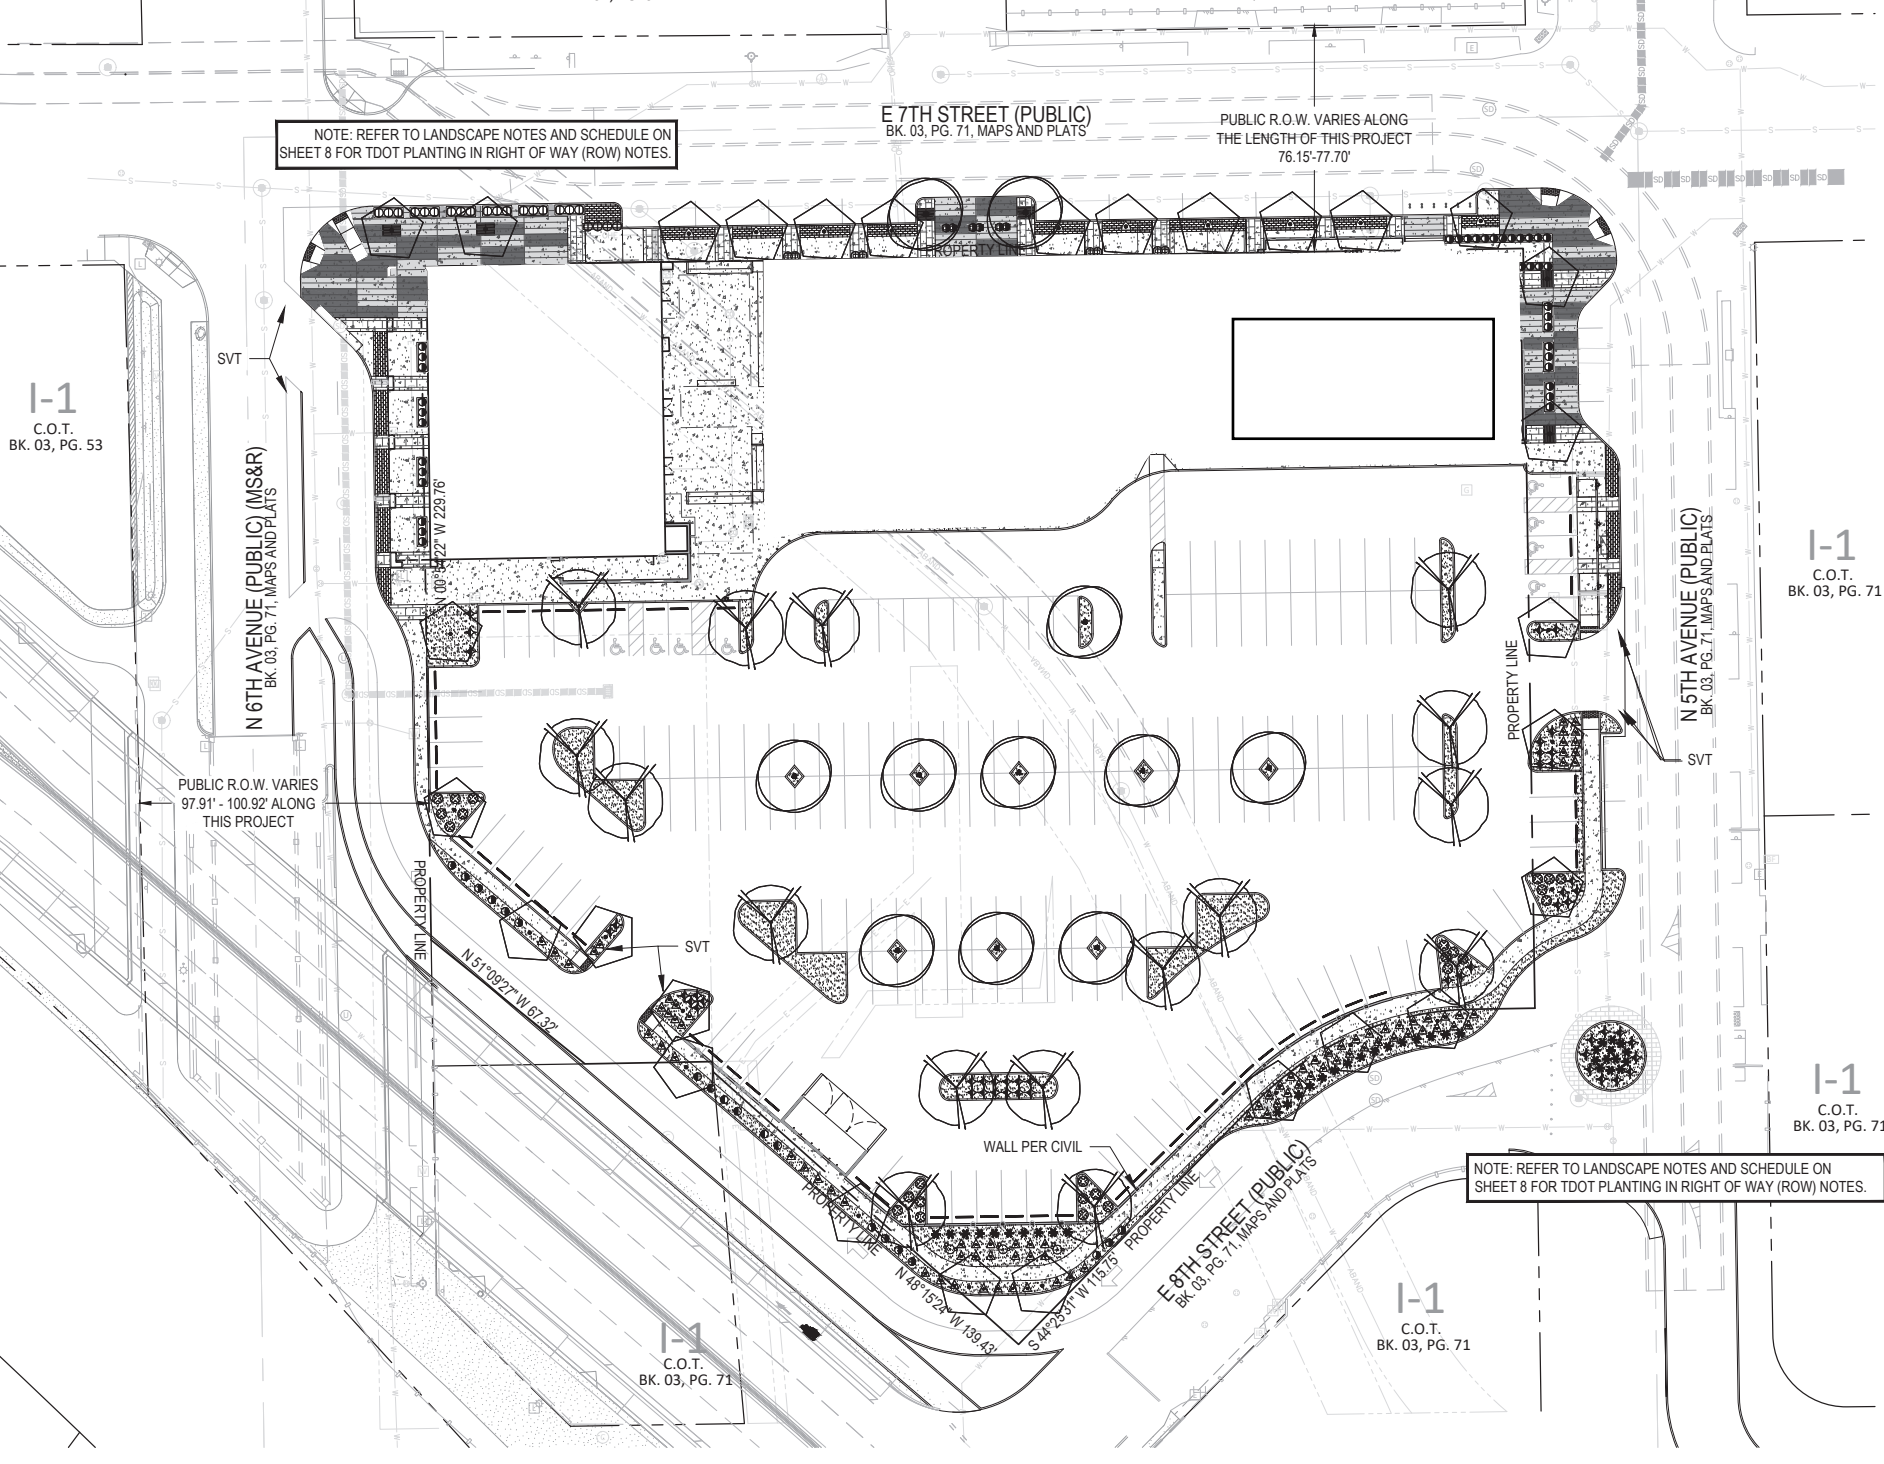 E 7TH STREET (PUBLIC)
BK. 03, PG. 71, MAPS AND PLATS
PUBLIC R.O.W. VARIES ALONG
THE LENGTH OF THIS PROJECT
76.15'-77.70'
NOTE: REFER TO LANDSCAPE NOTES AND SCHEDULE ON
SHEET 8 FOR TDOT PLANTING IN RIGHT OF WAY (ROW) NOTES.
PROPERTY LINE
SVT
I-1
C.O.T.
BK. 03, PG. 53
N 6TH AVENUE (PUBLIC) (MS&R)
BK. 03, PG. 71, MAPS AND PLATS
N 00°54'22" W 229.76'
N 5TH AVENUE (PUBLIC)
BK. 03, PG. 71, MAPS AND PLATS
I-1
C.O.T.
BK. 03, PG. 71
PROPERTY LINE
SVT
PUBLIC R.O.W. VARIES
97.91' - 100.92' ALONG
THIS PROJECT
PROPERTY LINE
SVT
N 51°09'27" W 67.32'
I-1
C.O.T.
BK. 03, PG. 71
WALL PER CIVIL
NOTE: REFER TO LANDSCAPE NOTES AND SCHEDULE ON
SHEET 8 FOR TDOT PLANTING IN RIGHT OF WAY (ROW) NOTES.
PROPERTY LINE
PROPERTY LINE
E 8TH STREET (PUBLIC)
BK. 03, PG. 71, MAPS AND PLATS
N 48°15'24" W 139.43'
S 44°25'31" W 115.75'
I-1
C.O.T.
BK. 03, PG. 71
I-1
C.O.T.
BK. 03, PG. 71